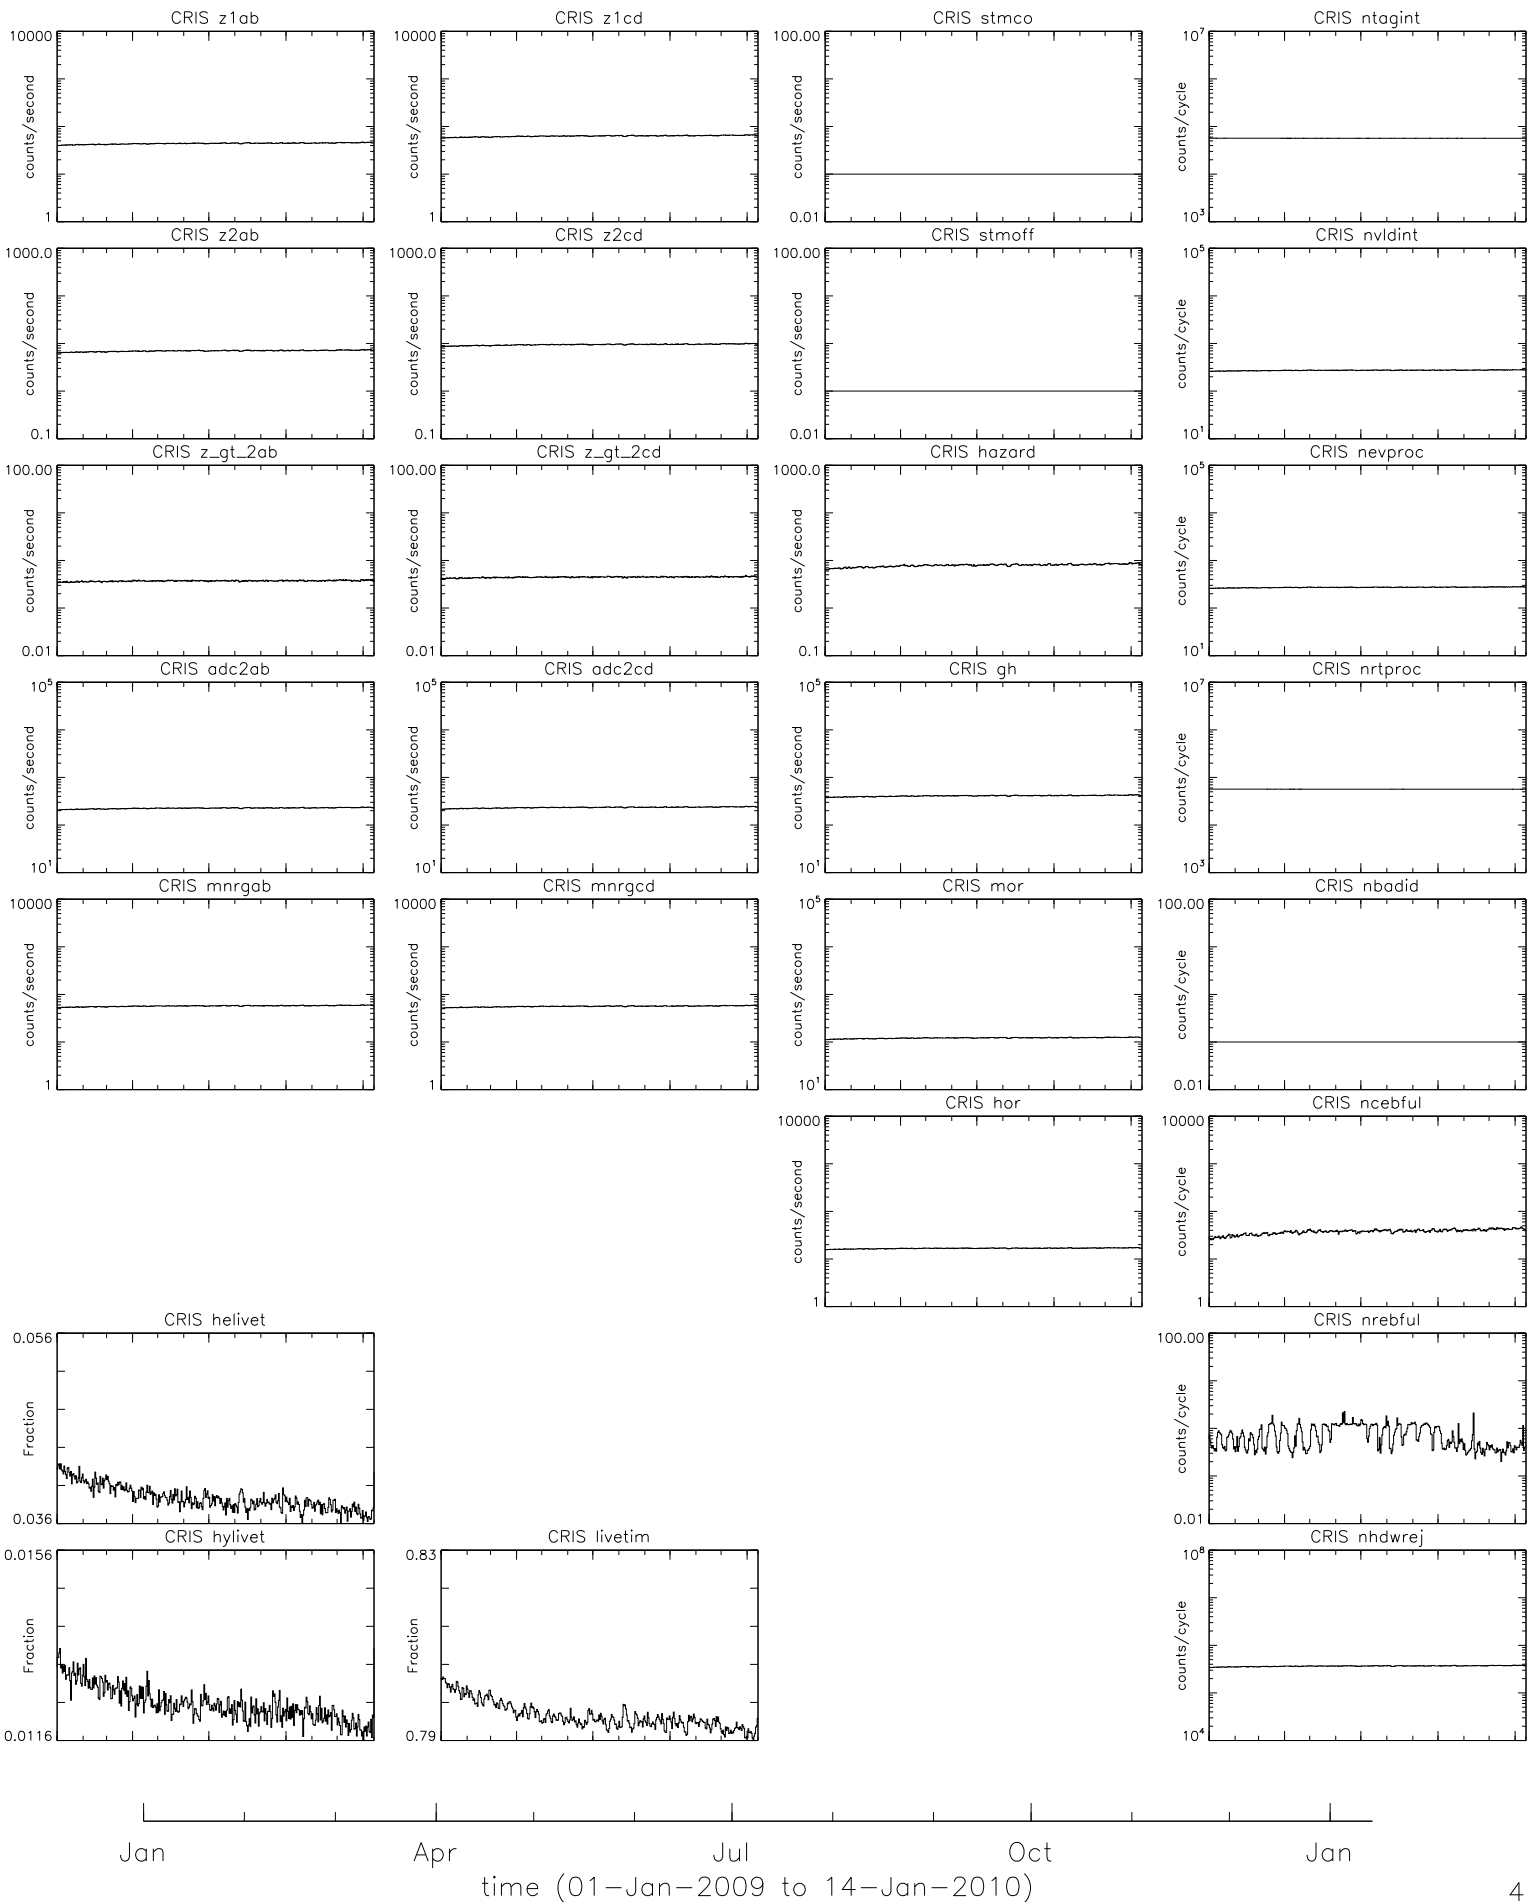 CRIS z1ab
CRIS z1cd
CRIS stmco
CRIS ntagint
10000
counts/second
1
10000
counts/second
1
100.00
counts/second
0.01
10^7
counts/cycle
10^3
CRIS z2ab
CRIS z2cd
CRIS stmoff
CRIS nvldint
1000.0
counts/second
0.1
1000.0
counts/second
0.1
100.00
counts/second
0.01
10^5
counts/cycle
10^1
CRIS z_gt_2ab
CRIS z_gt_2cd
CRIS hazard
CRIS nevproc
100.00
counts/second
0.01
100.00
counts/second
0.01
1000.0
counts/second
0.1
10^5
counts/cycle
10^1
CRIS adc2ab
CRIS adc2cd
CRIS gh
CRIS nrtproc
10^5
counts/second
10^1
10^5
counts/second
10^1
10^5
counts/second
10^1
10^7
counts/cycle
10^3
CRIS mnrgab
CRIS mnrgcd
CRIS mor
CRIS nbadid
10000
counts/second
1
10000
counts/second
1
10^5
counts/second
10^1
100.00
counts/cycle
0.01
CRIS hor
CRIS ncebful
10000
counts/second
1
10000
counts/cycle
1
CRIS helivet
CRIS nrebful
0.056
Fraction
0.036
100.00
counts/cycle
0.01
CRIS hylivet
CRIS livetim
CRIS nhdwrej
0.0156
Fraction
0.0116
0.83
Fraction
0.79
10^8
counts/cycle
10^4
Jan
Apr
Jul
Oct
Jan
time (01-Jan-2009 to 14-Jan-2010)
4